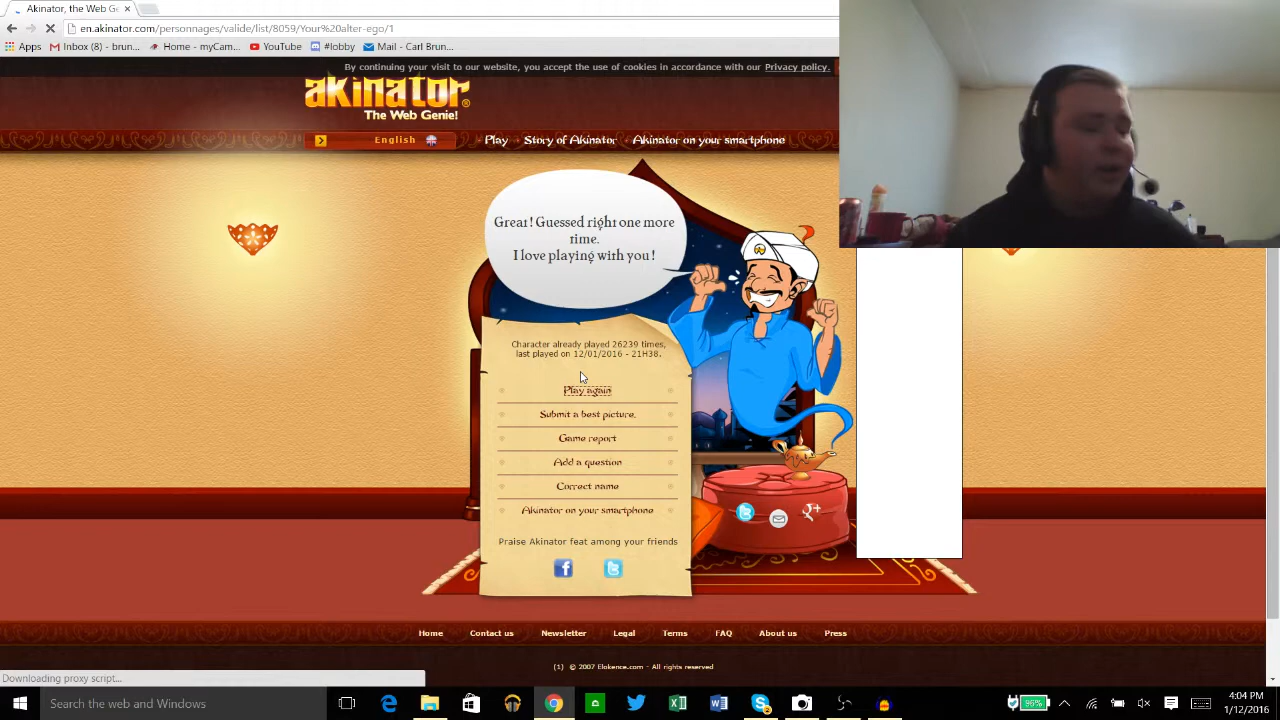 Akinator, the Web Ge
en.akinator.com/personnages/valide/list/8059/Your%20alter-ego/1
Apps
Inbox (8) - brun...
Home - myCam...
YouTube
#lobby
Mail - Carl Brun...
By continuing your visit to our website, you accept the use of cookies in accordance with our Privacy policy.
akinator®
The Web Genie!
English
Play
Story of Akinator
Akinator on your smartphone
Great! Guessed right one more
time.
I love playing with you!
Character already played 26239 times,
last played on 12/01/2016 - 21H38.
Play again
Submit a best picture.
Game report
Add a question
Correct name
Akinator on your smartphone
Praise Akinator feat among your friends
Home
Contact us
Newsletter
Legal
Terms
FAQ
About us
Press
(1) © 2007 Elokence.com - All rights reserved
Downloading proxy script...
Search the web and Windows
96%
4:04 PM
1/12/2016